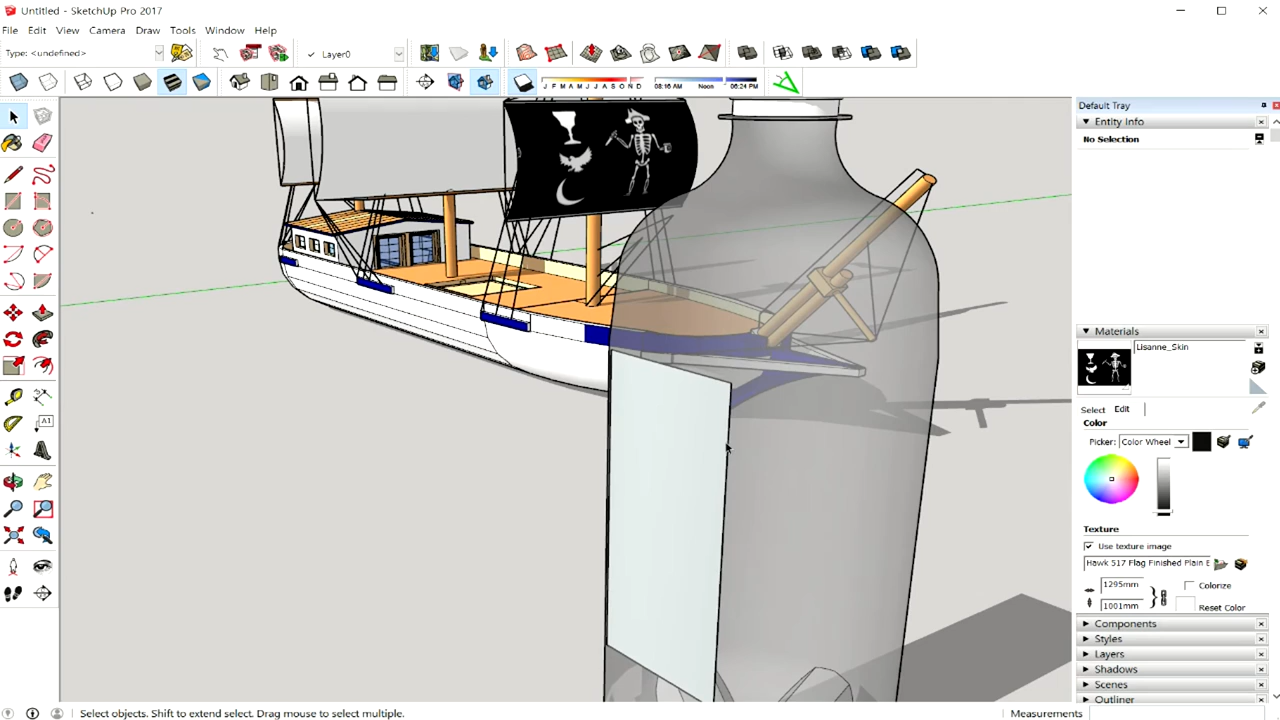 Untitled - SketchUp Pro 2017
File Edit View Camera Draw Tools Window Help
Type: <undefined>
Layer0
J F M A M J J A S O N D
08:16 AM Noon 06:24 PM
Default Tray
Entity Info
No Selection
Materials
Lisanne_Skin
Select Edit
Color
Picker: Color Wheel
Texture
Use texture image
Hawk 517 Flag Finished Plain E
1295mm
Colorize
1001mm
Reset Color
Components
Styles
Layers
Shadows
Scenes
Outliner
A1
Select objects. Shift to extend select. Drag mouse to select multiple.
Measurements